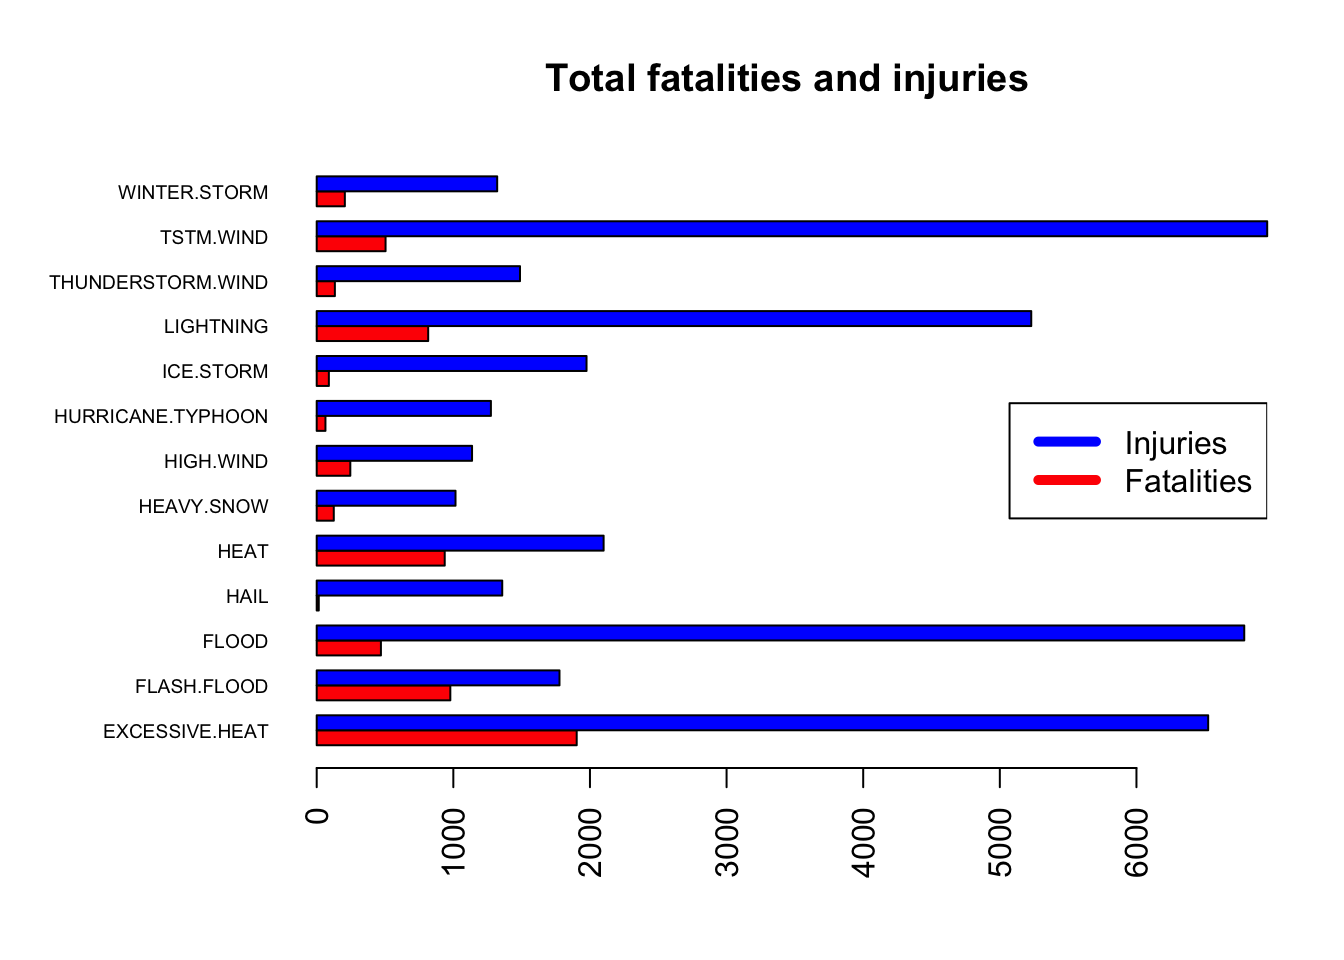 Total fatalities and injuries
WINTER.STORM
TSTM.WIND
THUNDERSTORM.WIND
LIGHTNING
ICE.STORM
HURRICANE.TYPHOON
HIGH.WIND
HEAVY.SNOW
HEAT
HAIL
FLOOD
FLASH.FLOOD
EXCESSIVE.HEAT
Injuries
Fatalities
0
1000
2000
3000
4000
5000
6000